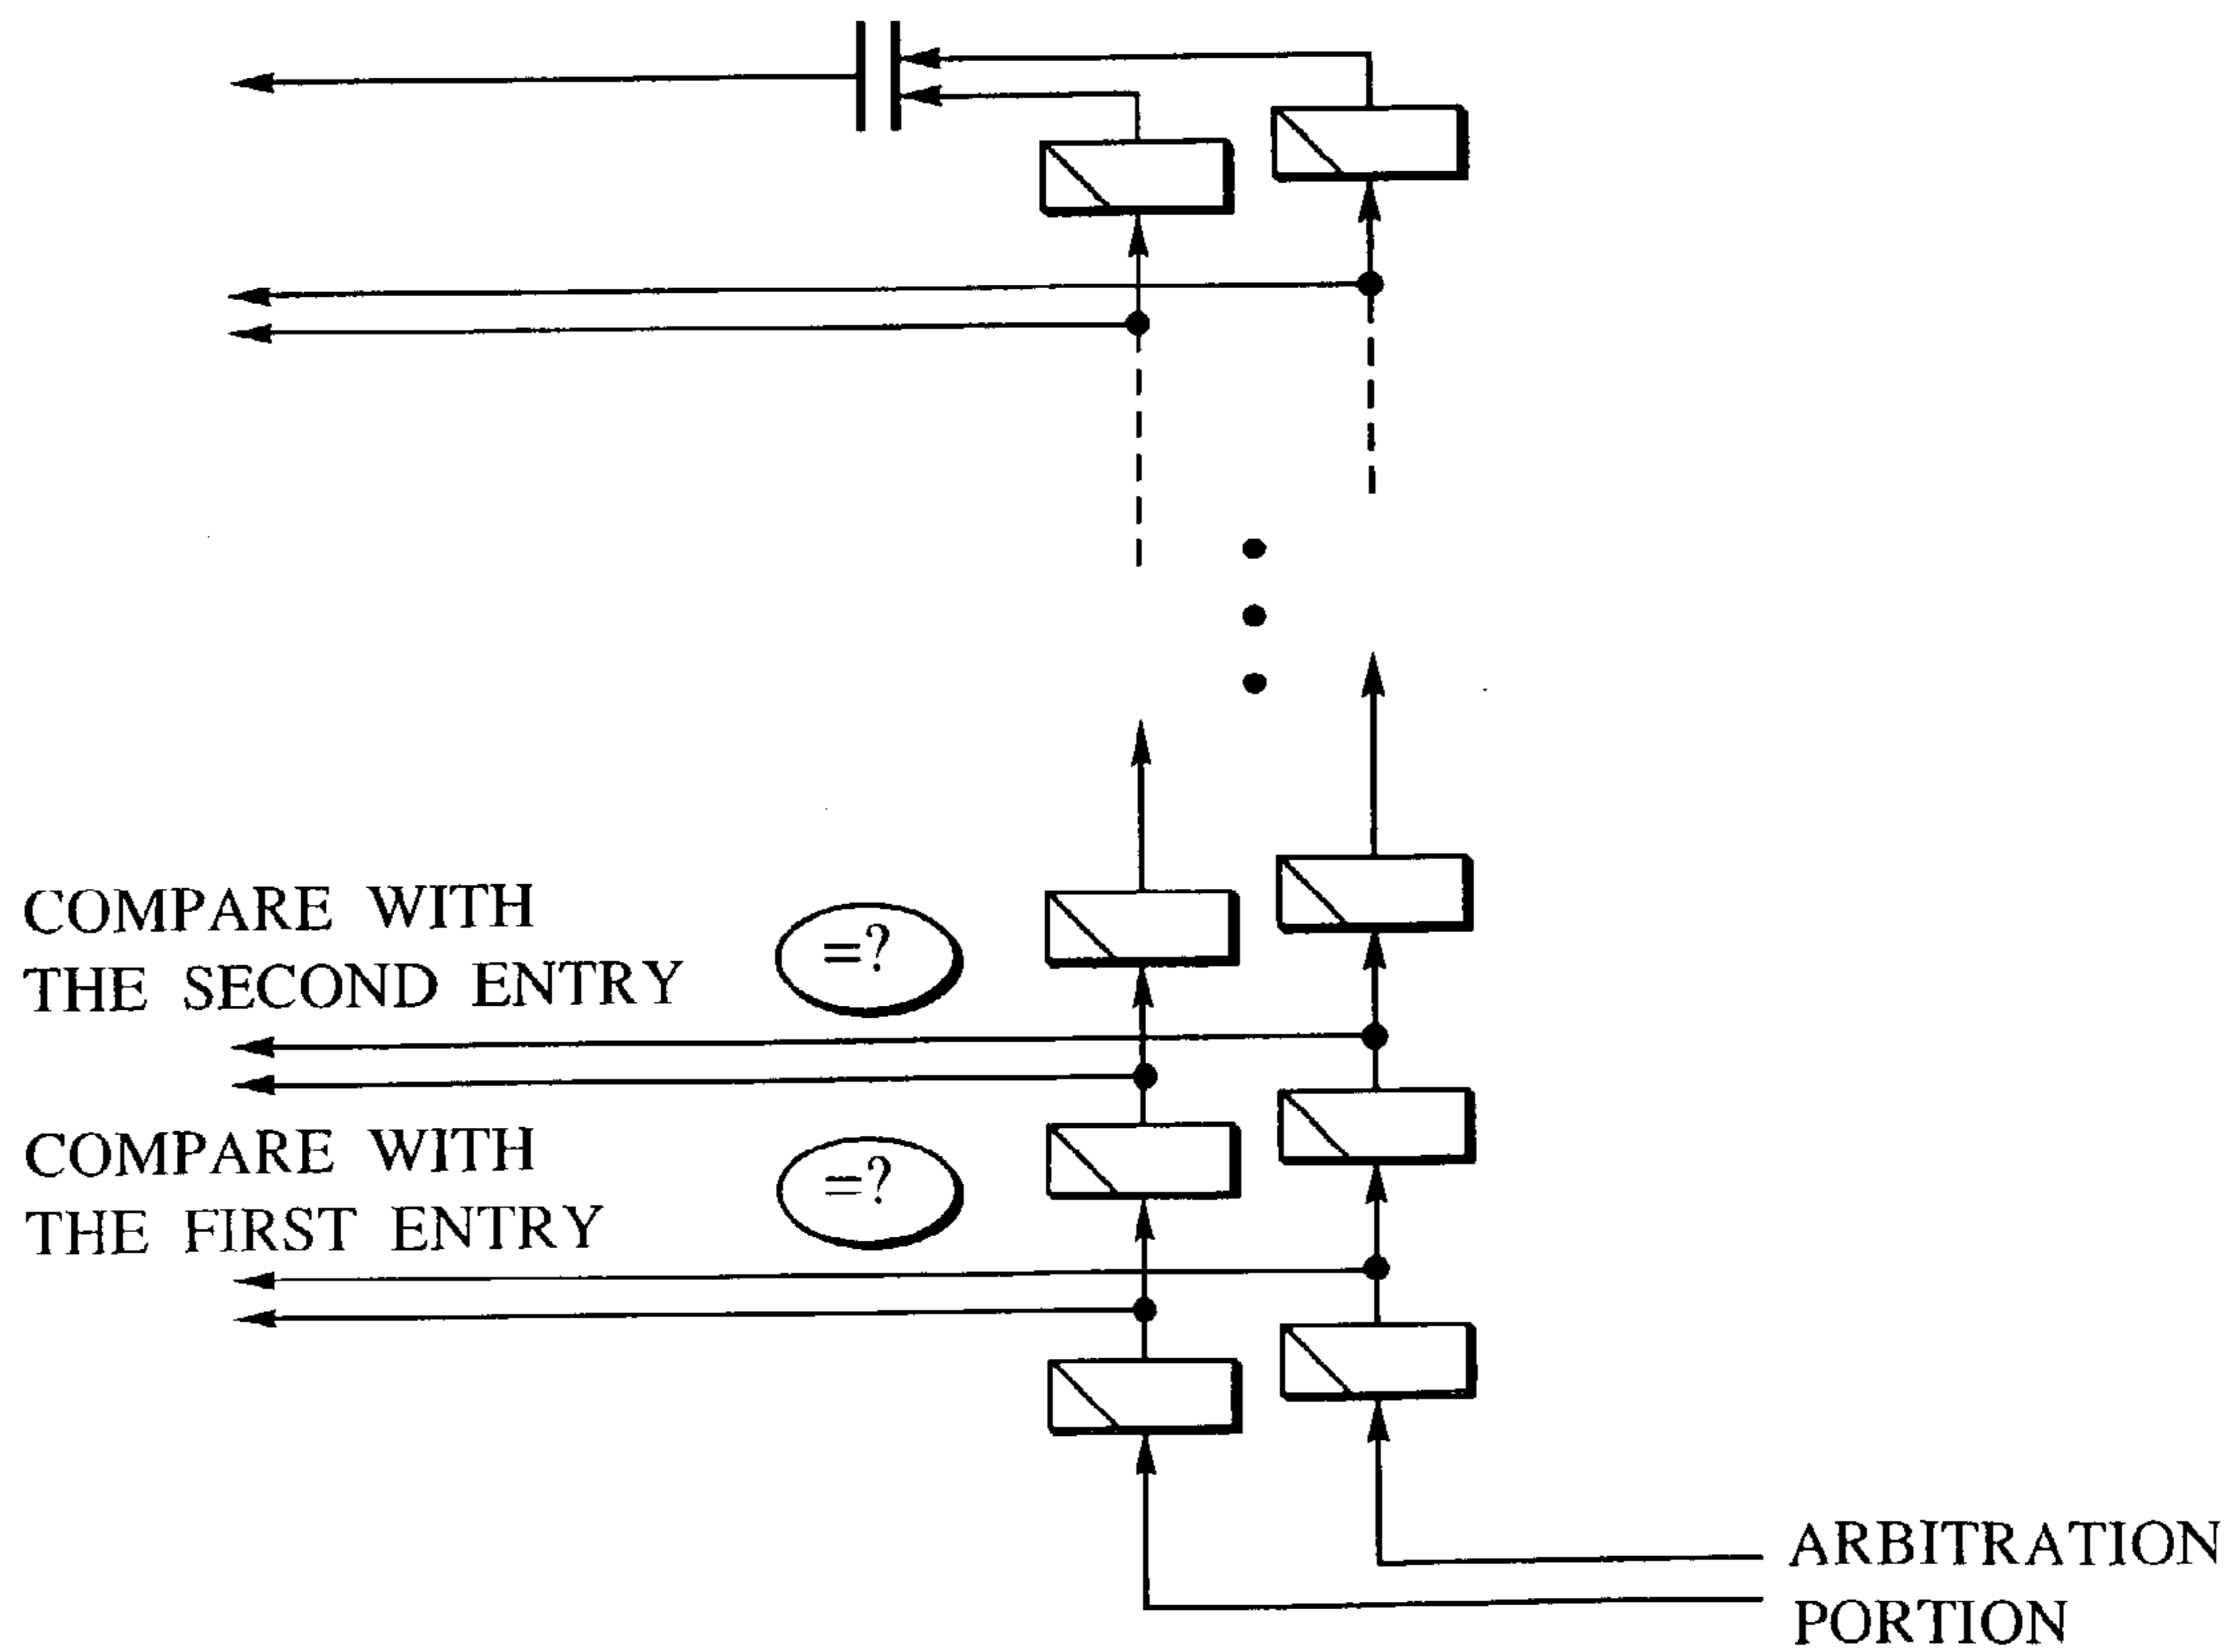 COMPARE WITH
THE SECOND ENTRY
=?
COMPARE WITH
THE FIRST ENTRY
=?
ARBITRATION
PORTION